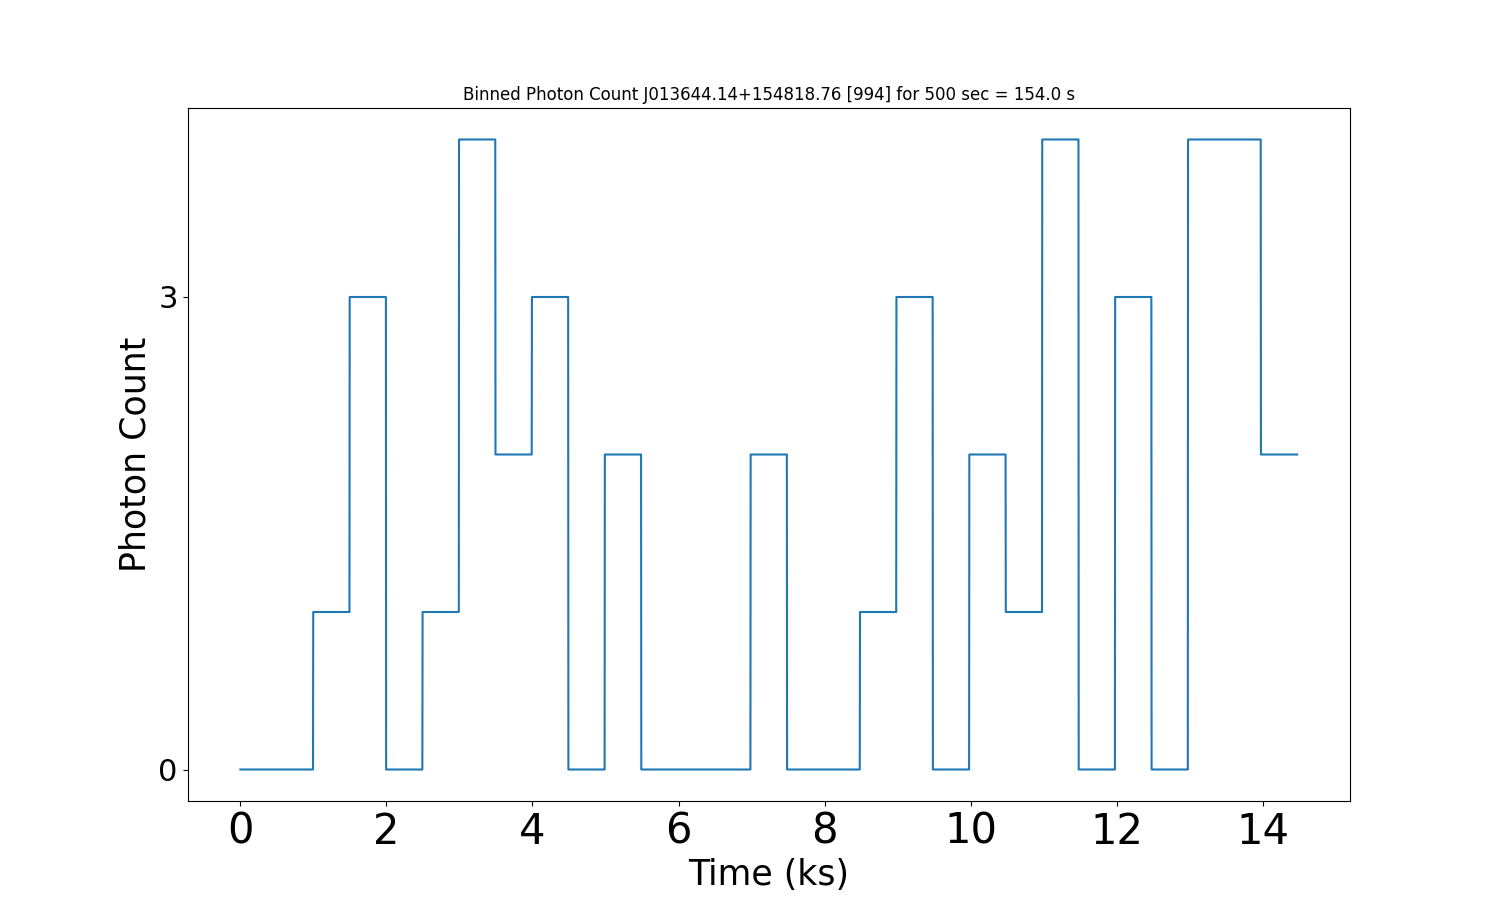 Binned Photon Count J013644.14+154818.76 [994] for 500 sec = 154.0 s
Photon Count
3
0
0 2 4 6 8 10 12 14
Time (ks)